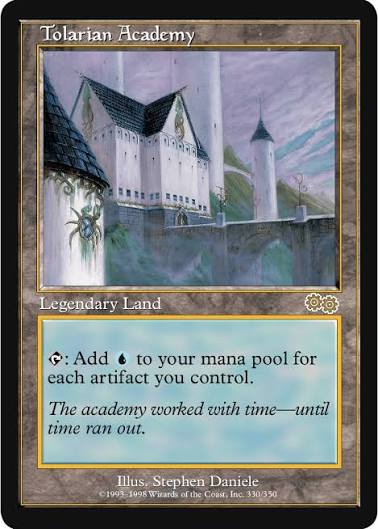 Tolarian Academy
Legendary Land
: Add to your mana pool for
each artifact you control.
The academy worked with time—until
time ran out.
Illus. Stephen Daniele
©1993–1998 Wizards of the Coast, Inc. 330/350